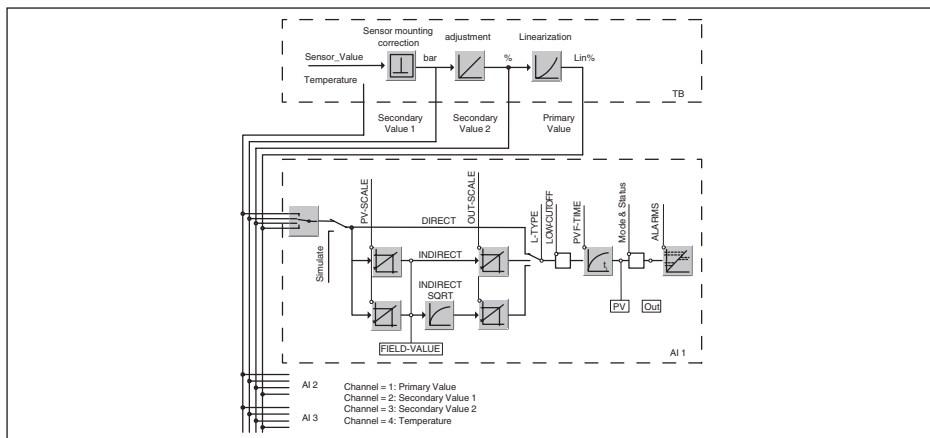 Sensor mounting
correction
adjustment
Linearization
Sensor_Value
bar
%
Lin%
Temperature
TB
Secondary
Value 1
Secondary
Value 2
Primary
Value
PV-SCALE
OUT-SCALE
L-TYPE
LOW-CUTOFF
PVF-TIME
Mode & Status
ALARMS
DIRECT
Simulate
INDIRECT
INDIRECT
SQRT
t
PV
Out
FIELD-VALUE
AI 1
AI 2
Channel = 1: Primary Value
Channel = 2: Secondary Value 1
Channel = 3: Secondary Value 2
AI 3
Channel = 4: Temperature